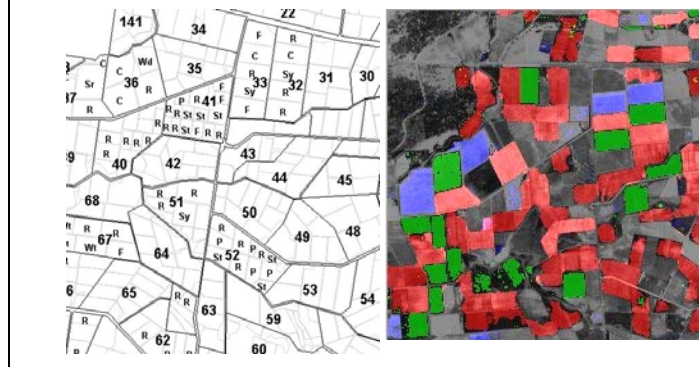 141 34 22
F R
C Wd C C
35 Sy 31 30
Sr C 36 33 32
37 R R Sy
C F R
P R 41 F F
R R St St St
R R R St F R R
R R R R
40 42 43
44 45
68 51 R R
R Sy 50
R 49 48
67 R R P R R St
Wt F 64 52 P
St R P P
St
65 R R 63 53 54
R R 59
R 62 60